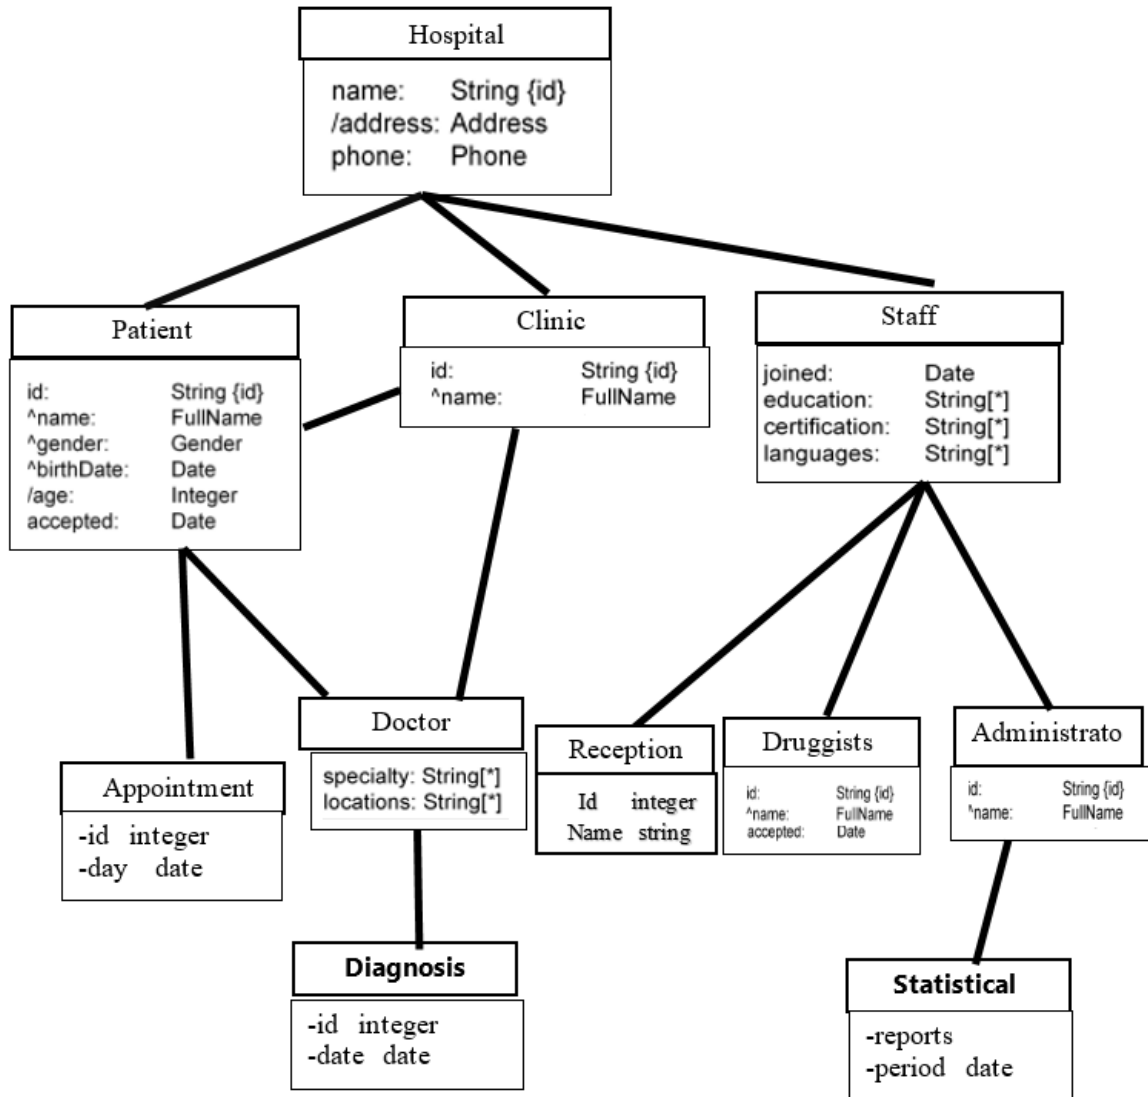 Hospital
name: String {id}
/address: Address
phone: Phone
Patient
id: String {id}
^name: FullName
^gender: Gender
^birthDate: Date
/age: Integer
accepted: Date
Clinic
id: String {id}
^name: FullName
Staff
joined: Date
education: String[*]
certification: String[*]
languages: String[*]
Appointment
-id integer
-day date
Doctor
specialty: String[*]
locations: String[*]
Reception
Id integer
Name string
Druggists
id: String {id}
^name: FullName
accepted: Date
Administrato
id: String {id}
^name: FullName
Diagnosis
-id integer
-date date
Statistical
-reports
-period date